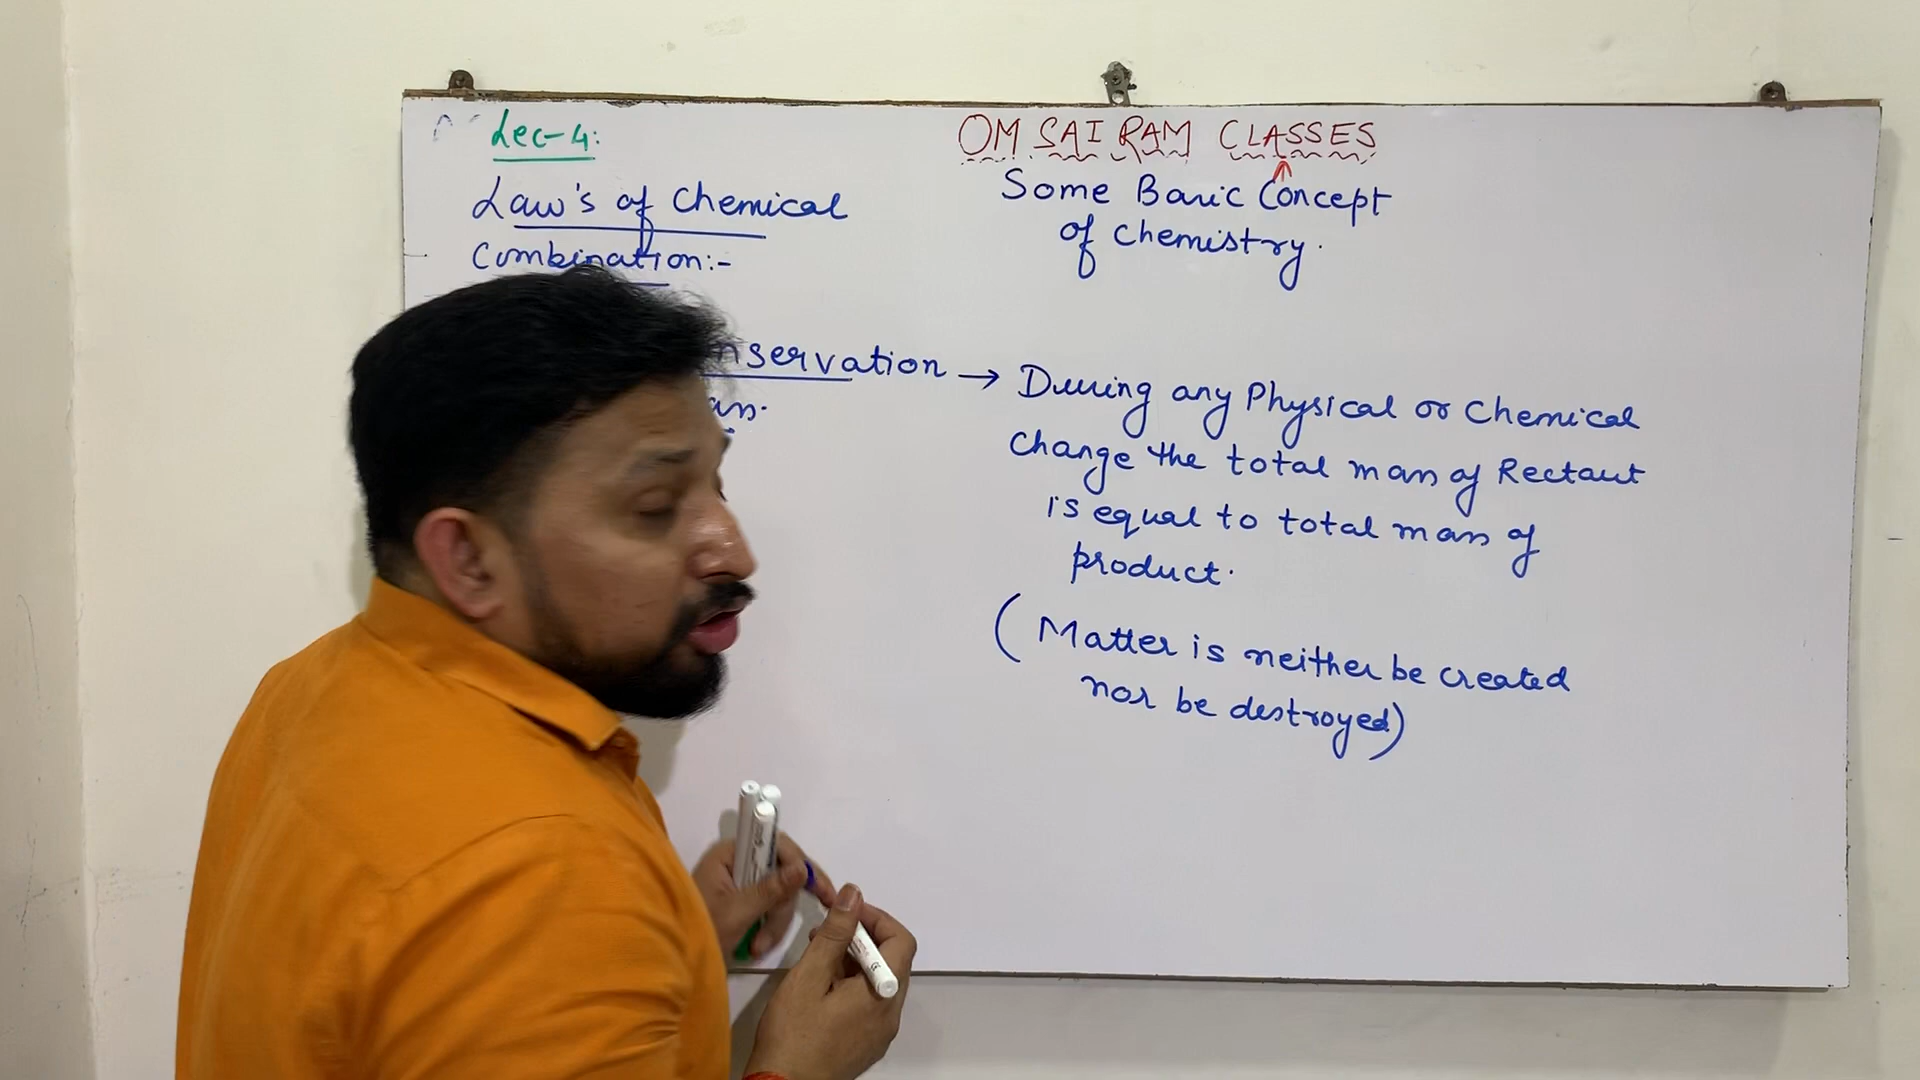 Lec-4:
OM SAI RAM CLASSES
Law's of Chemical
Combination:-
Some Basic Concept
of Chemistry.
nservation → During any Physical or Chemical
change the total mass of Rectant
is equal to total mass of
product.
(Matter is neither be created
nor be destroyed)